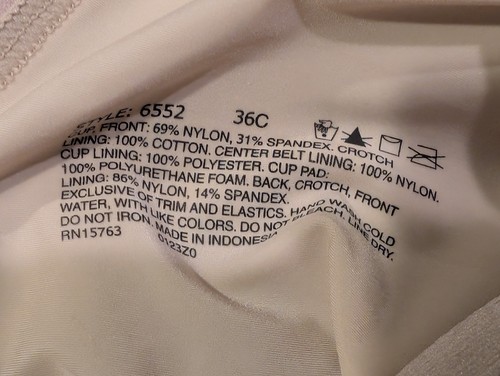 STYLE: 6552 36C
CUP, FRONT: 69% NYLON, 31% SPANDEX. CROTCH
LINING: 100% COTTON. CENTER BELT LINING: 100% NYLON.
CUP LINING: 100% POLYESTER. CUP PAD:
100% POLYURETHANE FOAM. BACK, CROTCH, FRONT
LINING: 86% NYLON, 14% SPANDEX.
EXCLUSIVE OF TRIM AND ELASTICS. HAND WASH COLD
WATER, WITH LIKE COLORS. DO NOT BLEACH. LINE DRY.
DO NOT IRON. MADE IN INDONESIA
RN15763 0123Z0